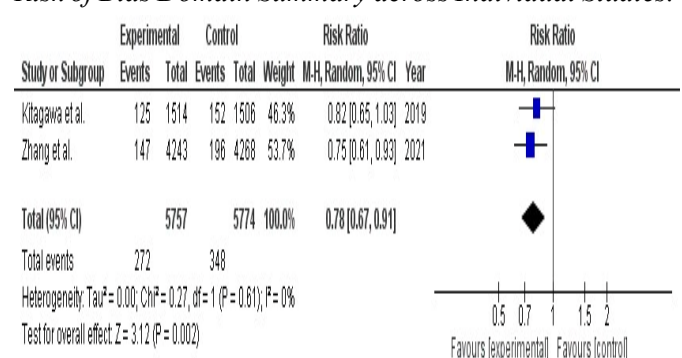 Risk of Bias Domain Summary across Individual Studies.
Experimental Control Risk Ratio Risk Ratio
Study or Subgroup Events Total Events Total Weight M-H, Random, 95% CI Year M-H, Random, 95% CI
Kitagawa et al. 125 1514 152 1506 46.3% 0.82 [0.65, 1.03] 2019
Zhang et al. 147 4243 196 4268 53.7% 0.75 [0.61, 0.93] 2021
Total (95% CI) 5757 5774 100.0% 0.78 [0.67, 0.91]
Total events 272 348
Heterogeneity: Tau² = 0.00; Chi² = 0.27, df = 1 (P = 0.61); I² = 0%
Test for overall effect: Z = 3.12 (P = 0.002)
0.5 0.7 1 1.5 2
Favours [experimental] Favours [control]